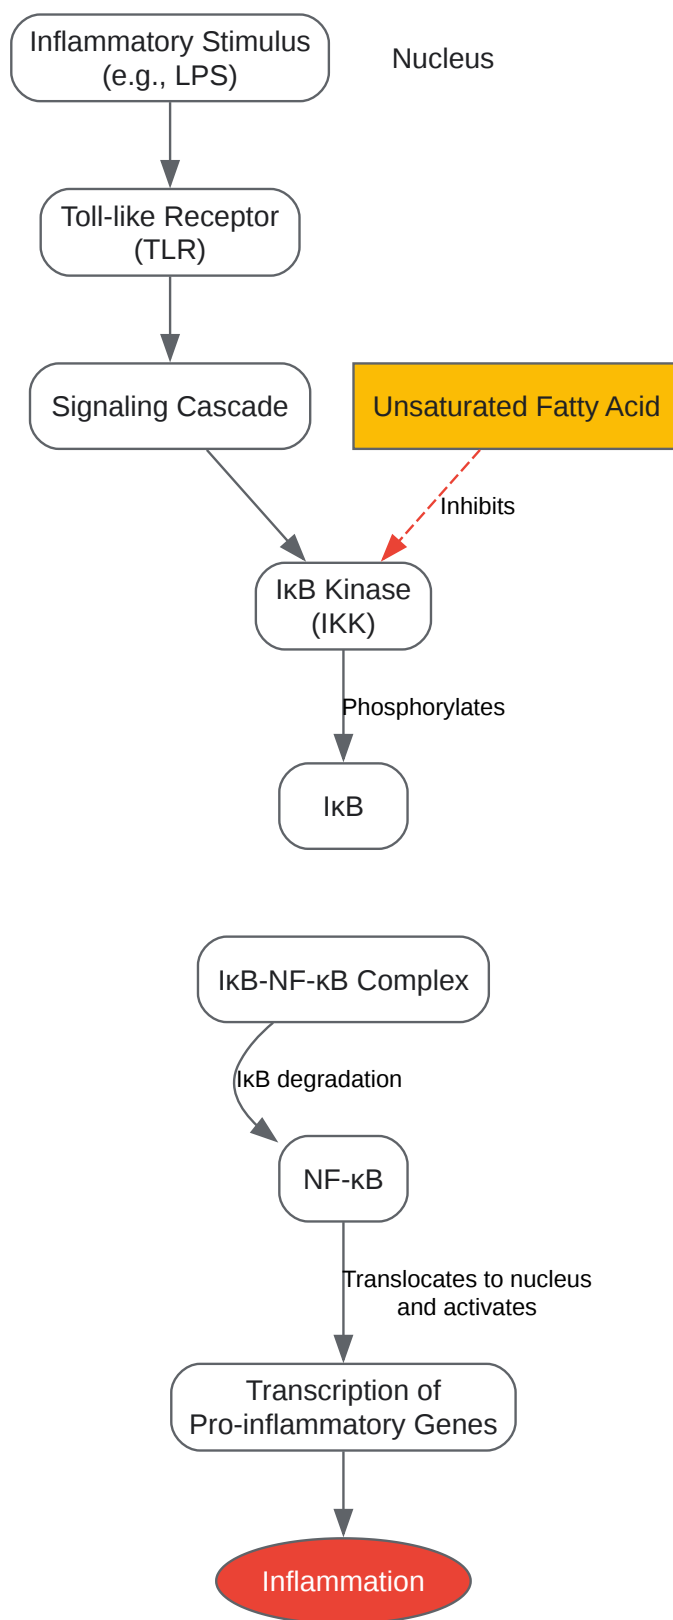 Inflammatory Stimulus
(e.g., LPS)
Nucleus
Toll-like Receptor
(TLR)
Signaling Cascade
Unsaturated Fatty Acid
Inhibits
IκB Kinase
(IKK)
Phosphorylates
IκB
IκB-NF-κB Complex
IκB degradation
NF-κB
Translocates to nucleus
and activates
Transcription of
Pro-inflammatory Genes
Inflammation